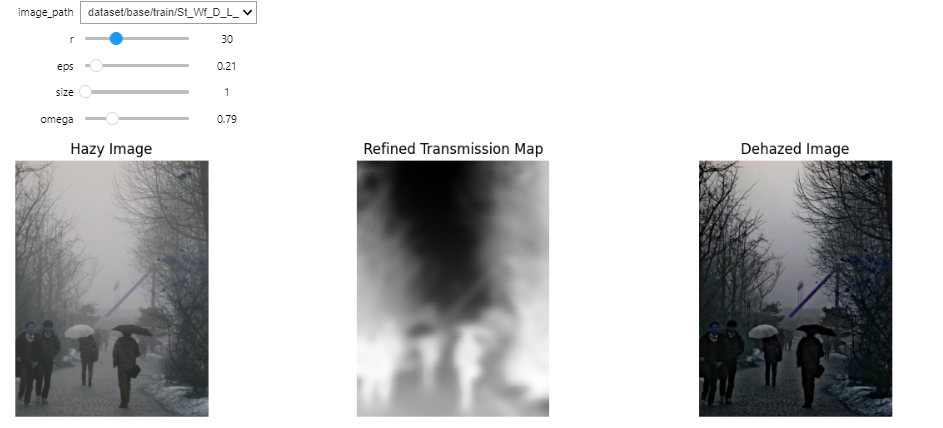 image_path dataset/base/train/St_Wf_D_L_
r 30
eps 0.21
size 1
omega 0.79
Hazy Image Refined Transmission Map Dehazed Image